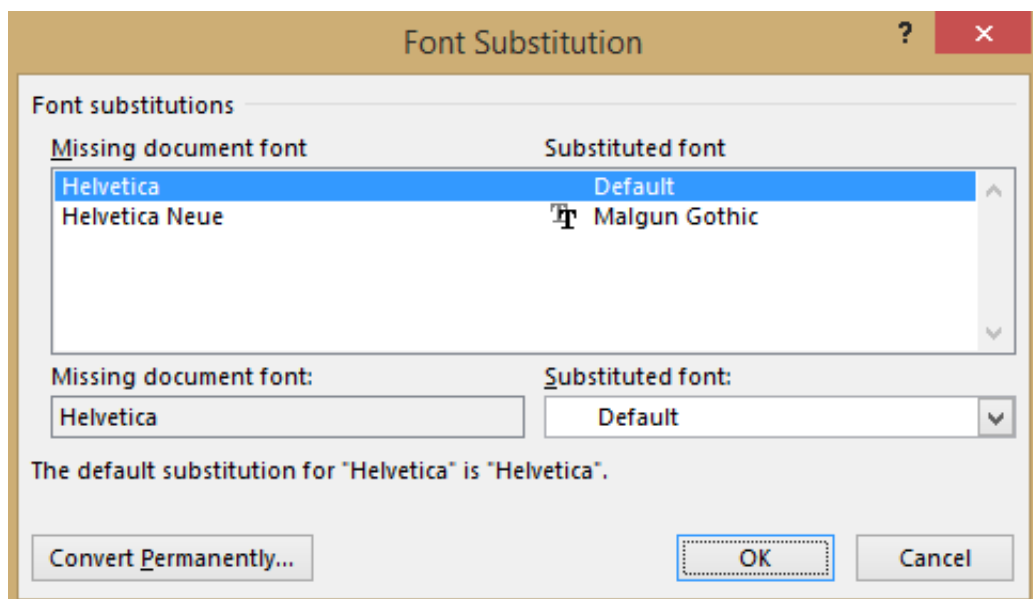 Font Substitution ?
Font substitutions
Missing document font Substituted font
Helvetica Default
Helvetica Neue Malgun Gothic
Missing document font: Substituted font:
Helvetica Default
The default substitution for "Helvetica" is "Helvetica".
Convert Permanently... OK Cancel